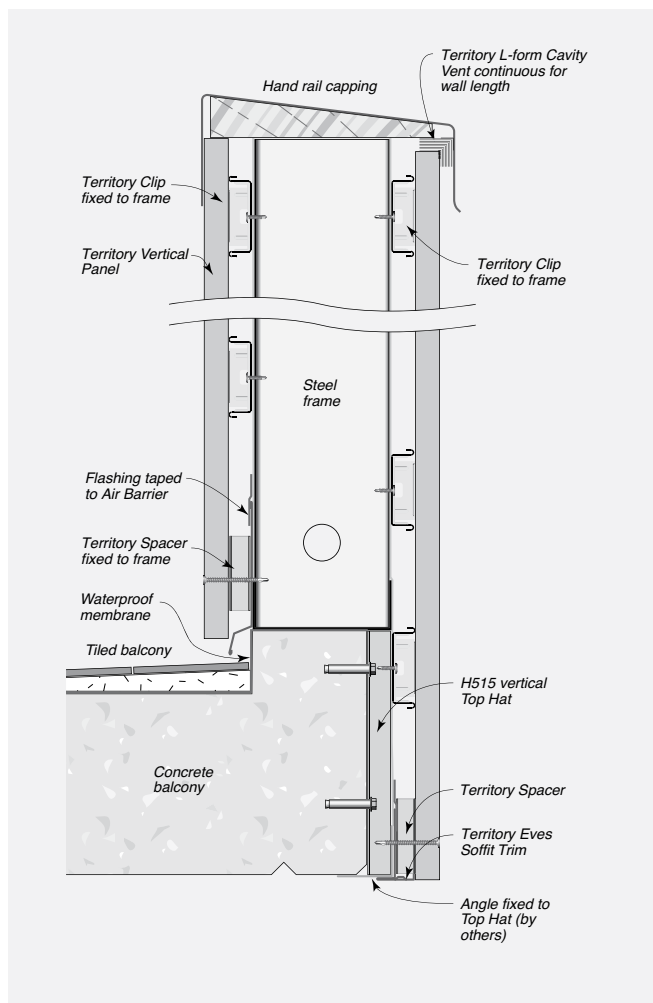 Territory L-form Cavity
Vent continuous for
wall length
Hand rail capping
Territory Clip
fixed to frame
Territory Vertical
Panel
Territory Clip
fixed to frame
Steel
frame
Flashing taped
to Air Barrier
Territory Spacer
fixed to frame
Waterproof
membrane
Tiled balcony
H515 vertical
Top Hat
Concrete
balcony
Territory Spacer
Territory Eves
Soffit Trim
Angle fixed to
Top Hat (by
others)